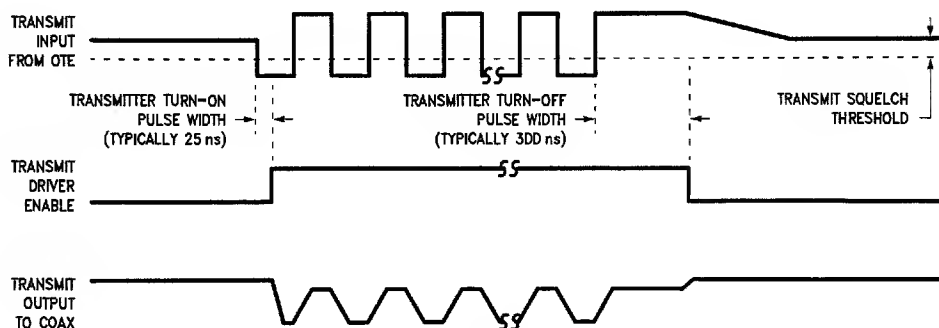 TRANSMIT
INPUT
FROM OTE
TRANSMITTER TURN-ON
PULSE WIDTH
(TYPICALLY 25 ns)
TRANSMITTER TURN-OFF
PULSE WIDTH
(TYPICALLY 3DD ns)
TRANSMIT SQUELCH
THRESHOLD
TRANSMIT
DRIVER
ENABLE
TRANSMIT
OUTPUT
TO COAX